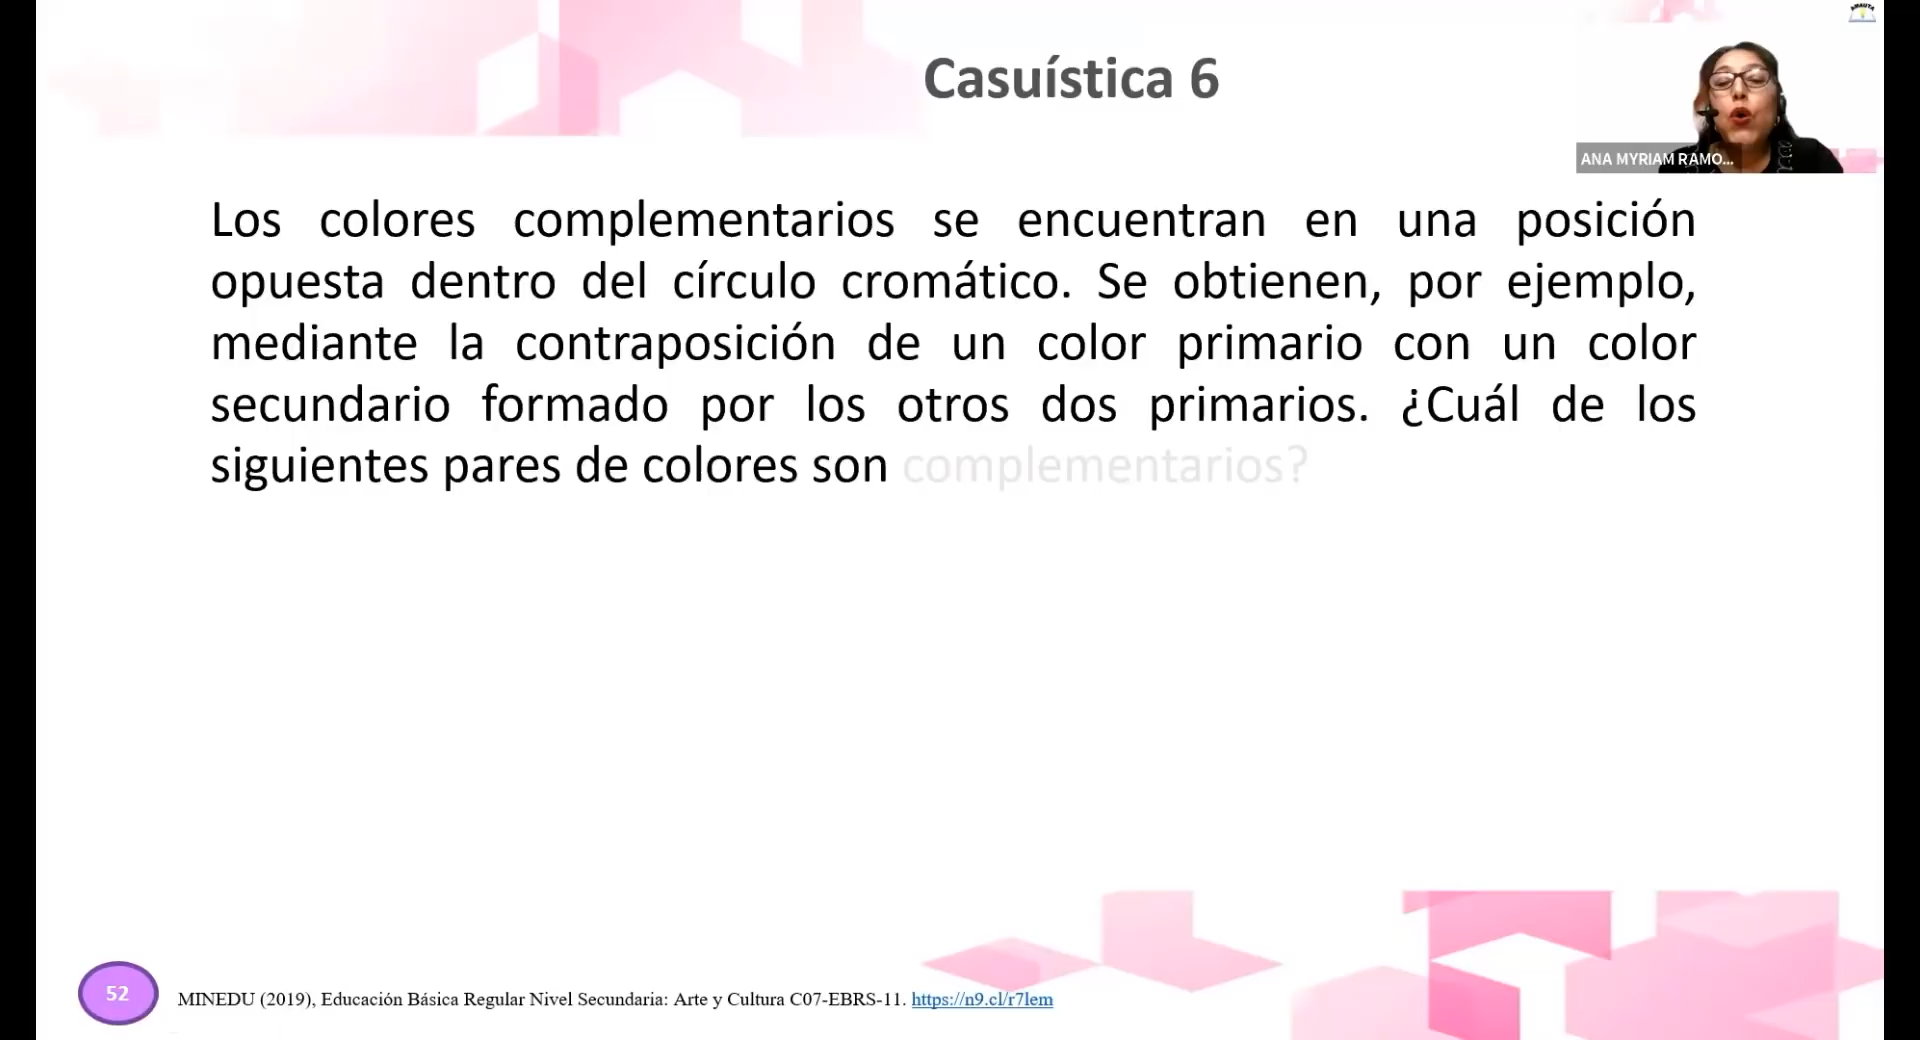 AMAUTA
Casuística 6
ANA MYRIAM RAMO...
Los colores complementarios se encuentran en una posición
opuesta dentro del círculo cromático. Se obtienen, por ejemplo,
mediante la contraposición de un color primario con un color
secundario formado por los otros dos primarios. ¿Cuál de los
siguientes pares de colores son complementarios?
52
MINEDU (2019), Educación Básica Regular Nivel Secundaria: Arte y Cultura C07-EBRS-11. https://n9.cl/r7lem